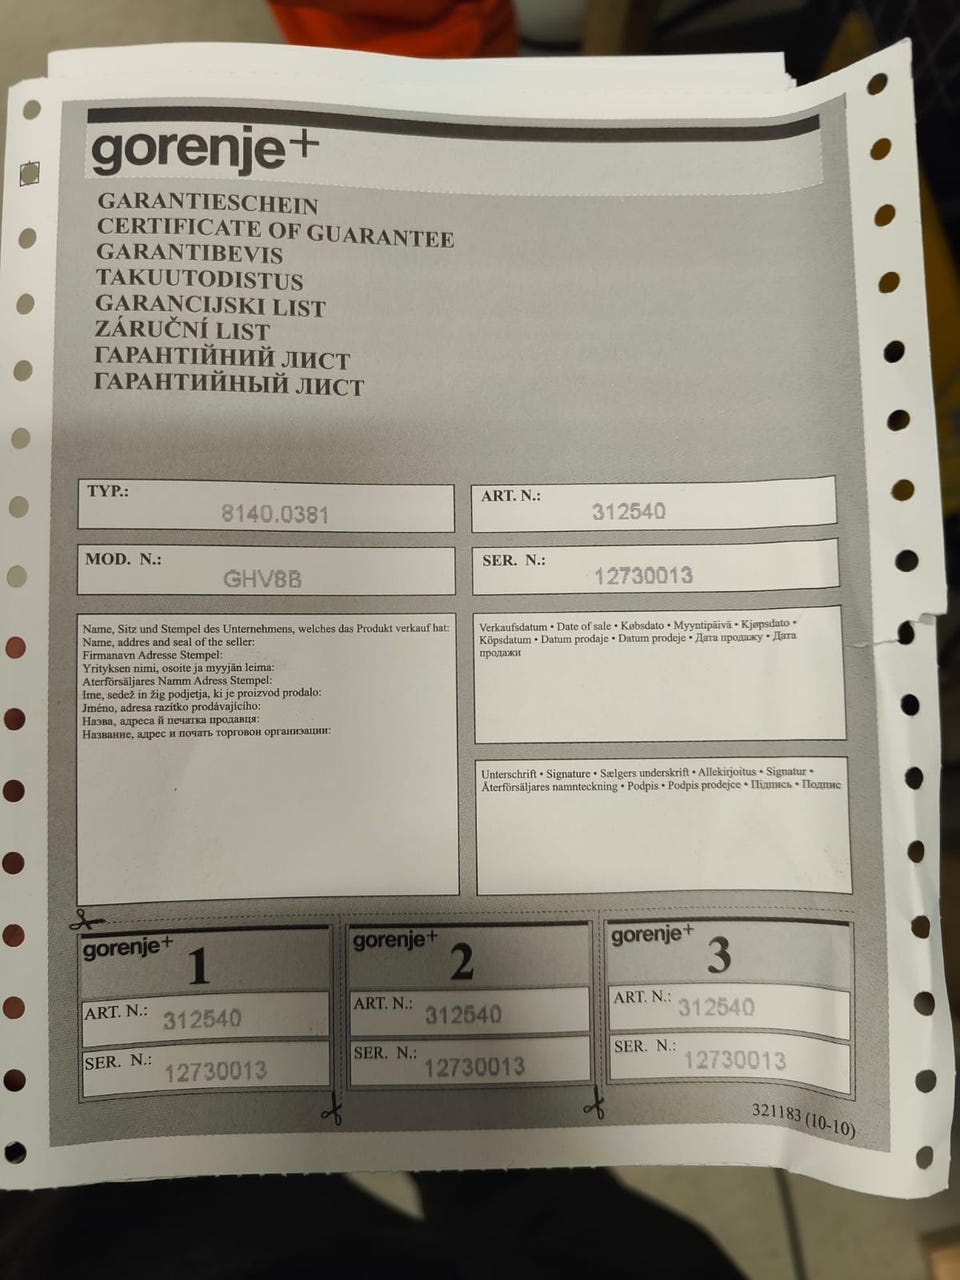 gorenje+
GARANTIESCHEIN
CERTIFICATE OF GUARANTEE
GARANTIBEVIS
TAKUUTODISTUS
GARANCIJSKI LIST
ZÁRUČNÍ LIST
ГАРАНТІЙНИЙ ЛИСТ
ГАРАНТИЙНЫЙ ЛИСТ
TYP.:
8140.0381
ART. N.:
312540
MOD. N.:
GHV8B
SER. N.:
12730013
Name, Sitz und Stempel des Unternehmens, welches das Produkt verkauf hat:
Name, addres and seal of the seller:
Firmanavn Adresse Stempel:
Yrityksen nimi, osoite ja myyjän leima:
Aterförsäljares Namm Adress Stempel:
Ime, sedež in žig podjetja, ki je proizvod prodalo:
Jméno, adresa razítko prodávajícího:
Назва, адреса й печатка продавця:
Название, адрес и почать торговои организации:
Verkaufsdatum • Date of sale • Købsdato • Myyntipäivä • Kjøpsdato •
Köpsdatum • Datum prodaje • Datum prodeje • Дата продажу • Дата
продажи
Unterschrift • Signature • Sælgers underskrift • Allekirjoitus • Signatur •
Återförsäljares namnteckning • Podpis • Podpis prodejce • Підпись • Подпис
gorenje+
1
ART. N.: 312540
SER. N.: 12730013
gorenje+
2
ART. N.: 312540
SER. N.: 12730013
gorenje+
3
ART. N.: 312540
SER. N.: 12730013
321183 (10-10)